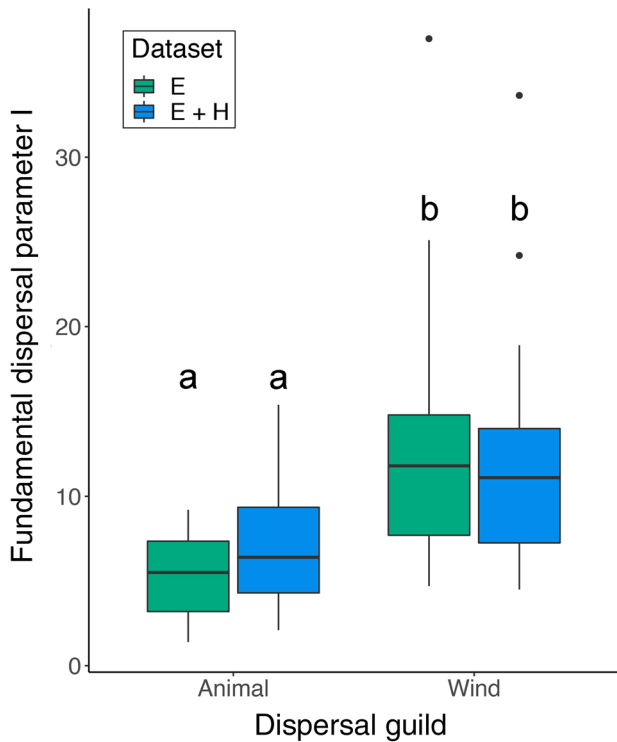 Dataset
E
E + H
Fundamental dispersal parameter I
30
20
10
0
a
a
b
b
Animal
Wind
Dispersal guild